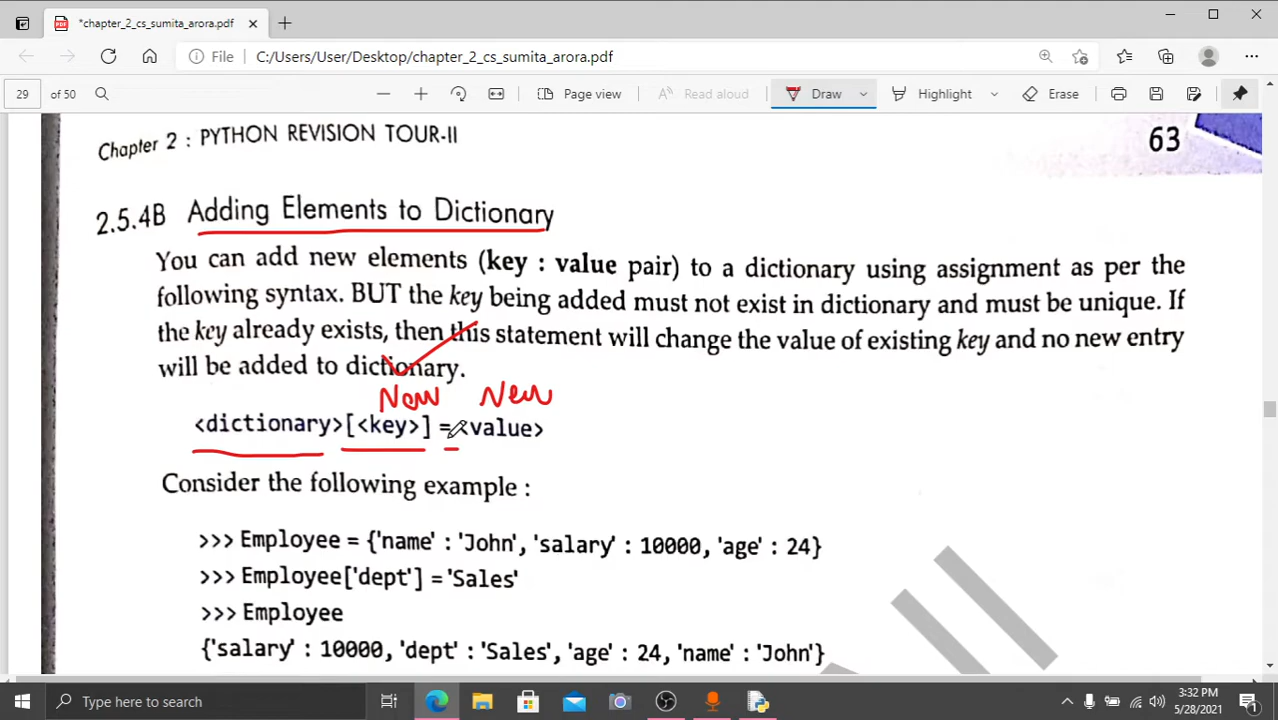 *chapter_2_cs_sumita_arora.pdf
File C:/Users/User/Desktop/chapter_2_cs_sumita_arora.pdf
29 of 50 Page view Read aloud Draw Highlight Erase
Chapter 2 : PYTHON REVISION TOUR-II 63
2.5.4B Adding Elements to Dictionary
You can add new elements (key : value pair) to a dictionary using assignment as per the
following syntax. BUT the key being added must not exist in dictionary and must be unique. If
the key already exists, then this statement will change the value of existing key and no new entry
will be added to dictionary.
New New
<dictionary>[<key>] = <value>
Consider the following example :
>>> Employee = {'name' : 'John', 'salary' : 10000, 'age' : 24}
>>> Employee['dept'] = 'Sales'
>>> Employee
{'salary' : 10000, 'dept' : 'Sales', 'age' : 24, 'name' : 'John'}
Type here to search
3:32 PM
5/28/2021
1